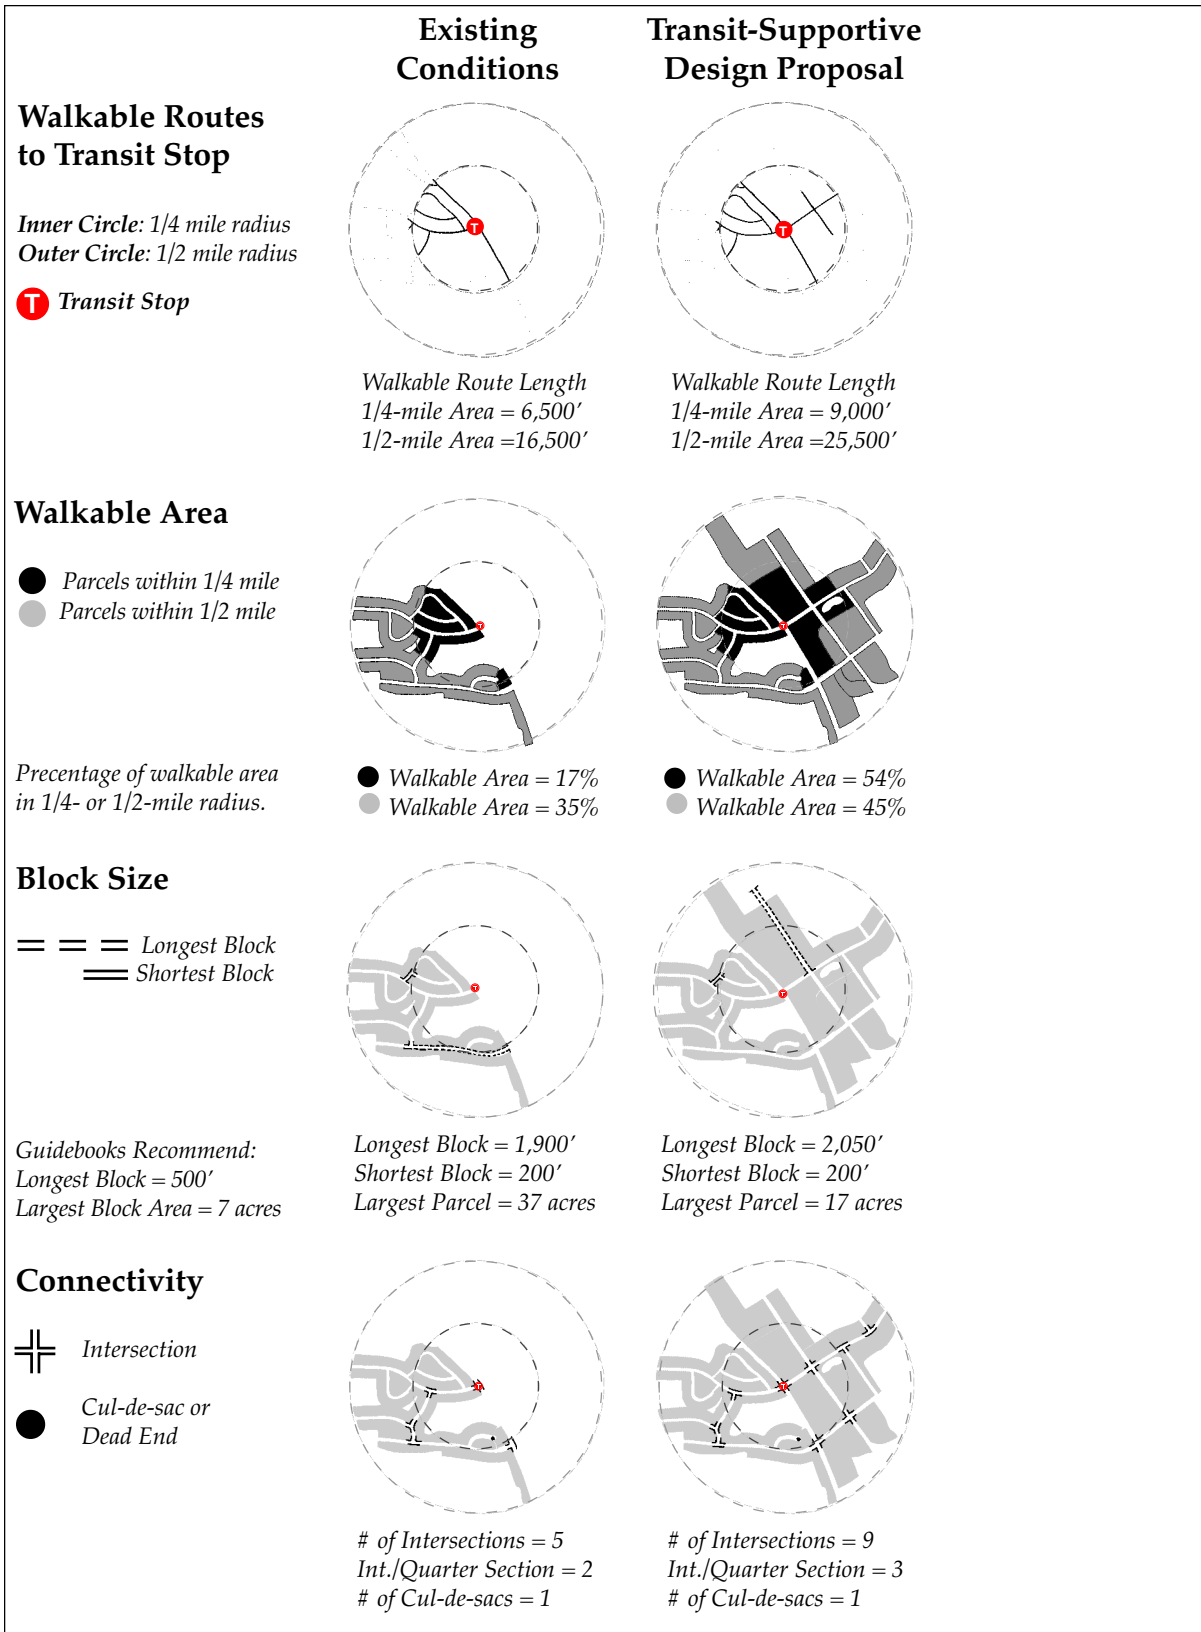 Existing
Conditions
Transit-Supportive
Design Proposal
Walkable Routes
to Transit Stop
Inner Circle: 1/4 mile radius
Outer Circle: 1/2 mile radius
T Transit Stop
T
T
Walkable Route Length
1/4-mile Area = 6,500’
1/2-mile Area =16,500’
Walkable Route Length
1/4-mile Area = 9,000’
1/2-mile Area =25,500’
Walkable Area
Parcels within 1/4 mile
Parcels within 1/2 mile
T
T
Precentage of walkable area
in 1/4- or 1/2-mile radius.
Walkable Area = 17%
Walkable Area = 35%
Walkable Area = 54%
Walkable Area = 45%
Block Size
Longest Block
Shortest Block
T
T
Guidebooks Recommend:
Longest Block = 500’
Largest Block Area = 7 acres
Longest Block = 1,900’
Shortest Block = 200’
Largest Parcel = 37 acres
Longest Block = 2,050’
Shortest Block = 200’
Largest Parcel = 17 acres
Connectivity
Intersection
Cul-de-sac or
Dead End
T
T
# of Intersections = 5
Int./Quarter Section = 2
# of Cul-de-sacs = 1
# of Intersections = 9
Int./Quarter Section = 3
# of Cul-de-sacs = 1